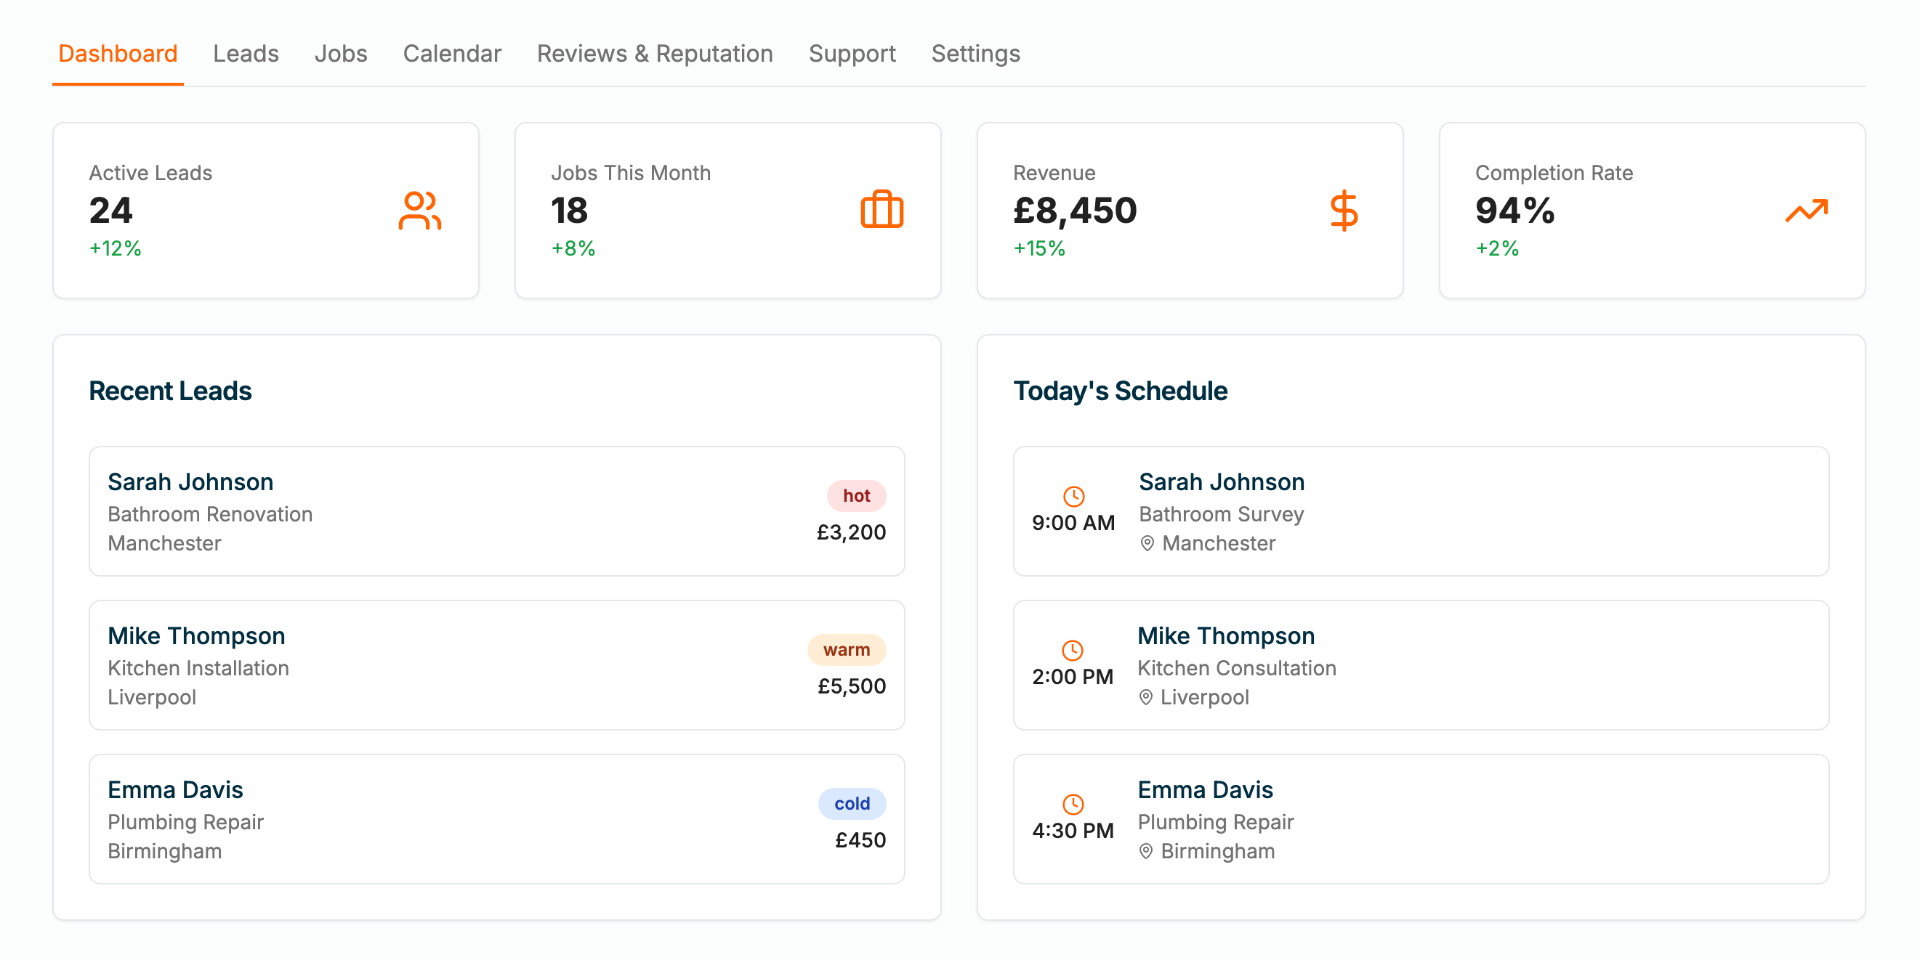 Dashboard Leads Jobs Calendar Reviews & Reputation Support Settings
Active Leads
24
+12%
Jobs This Month
18
+8%
Revenue
£8,450
+15%
Completion Rate
94%
+2%
Recent Leads
Sarah Johnson
Bathroom Renovation
Manchester
hot
£3,200
Mike Thompson
Kitchen Installation
Liverpool
warm
£5,500
Emma Davis
Plumbing Repair
Birmingham
cold
£450
Today's Schedule
9:00 AM
Sarah Johnson
Bathroom Survey
Manchester
2:00 PM
Mike Thompson
Kitchen Consultation
Liverpool
4:30 PM
Emma Davis
Plumbing Repair
Birmingham